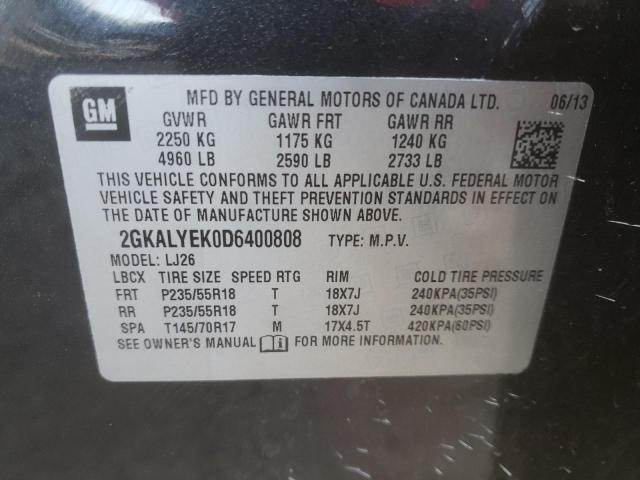 GM
MFD BY GENERAL MOTORS OF CANADA LTD. 06/13
GVWR GAWR FRT GAWR RR
2250 KG 1175 KG 1240 KG
4960 LB 2590 LB 2733 LB
THIS VEHICLE CONFORMS TO ALL APPLICABLE U.S. FEDERAL MOTOR
VEHICLE SAFETY AND THEFT PREVENTION STANDARDS IN EFFECT ON
THE DATE OF MANUFACTURE SHOWN ABOVE.
2GKALYEK0D6400808 TYPE: M.P.V.
MODEL: LJ26
LBCX TIRE SIZE SPEED RTG RIM COLD TIRE PRESSURE
FRT P235/55R18 T 18X7J 240KPA(35PSI)
RR P235/55R18 T 18X7J 240KPA(35PSI)
SPA T145/70R17 M 17X4.5T 420KPA(60PSI)
SEE OWNER'S MANUAL FOR MORE INFORMATION.